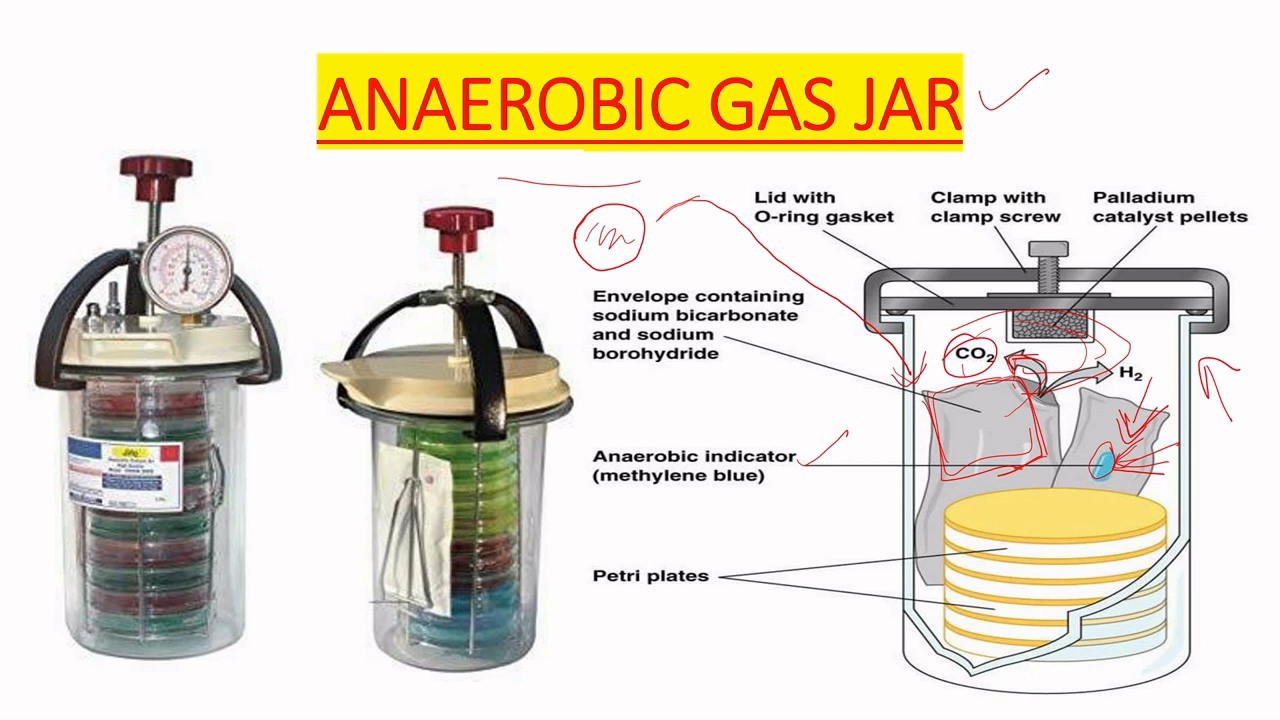 ANAEROBIC GAS JAR
Lid with
O-ring gasket
Clamp with
clamp screw
Palladium
catalyst pellets
Envelope containing
sodium bicarbonate
and sodium
borohydride
CO2
H2
Anaerobic indicator
(methylene blue)
Petri plates